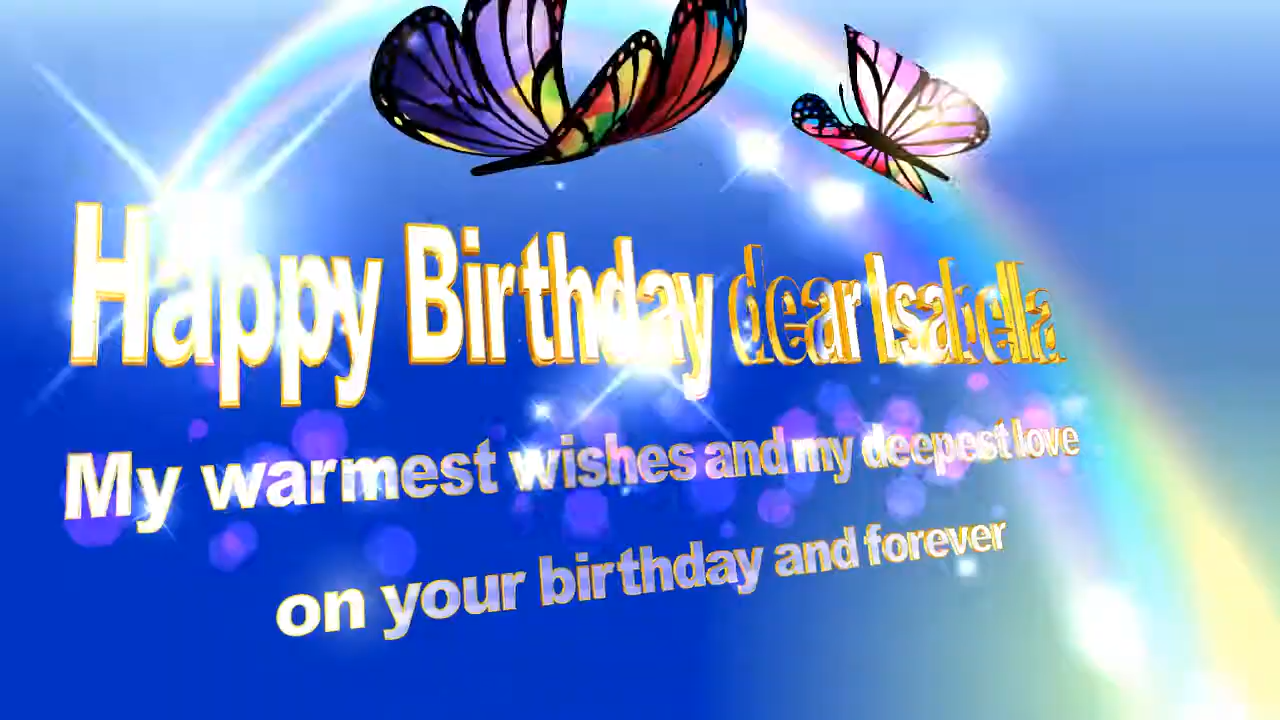 Happy Birthday dear Isabella
My warmest wishes and my deepest love
on your birthday and forever